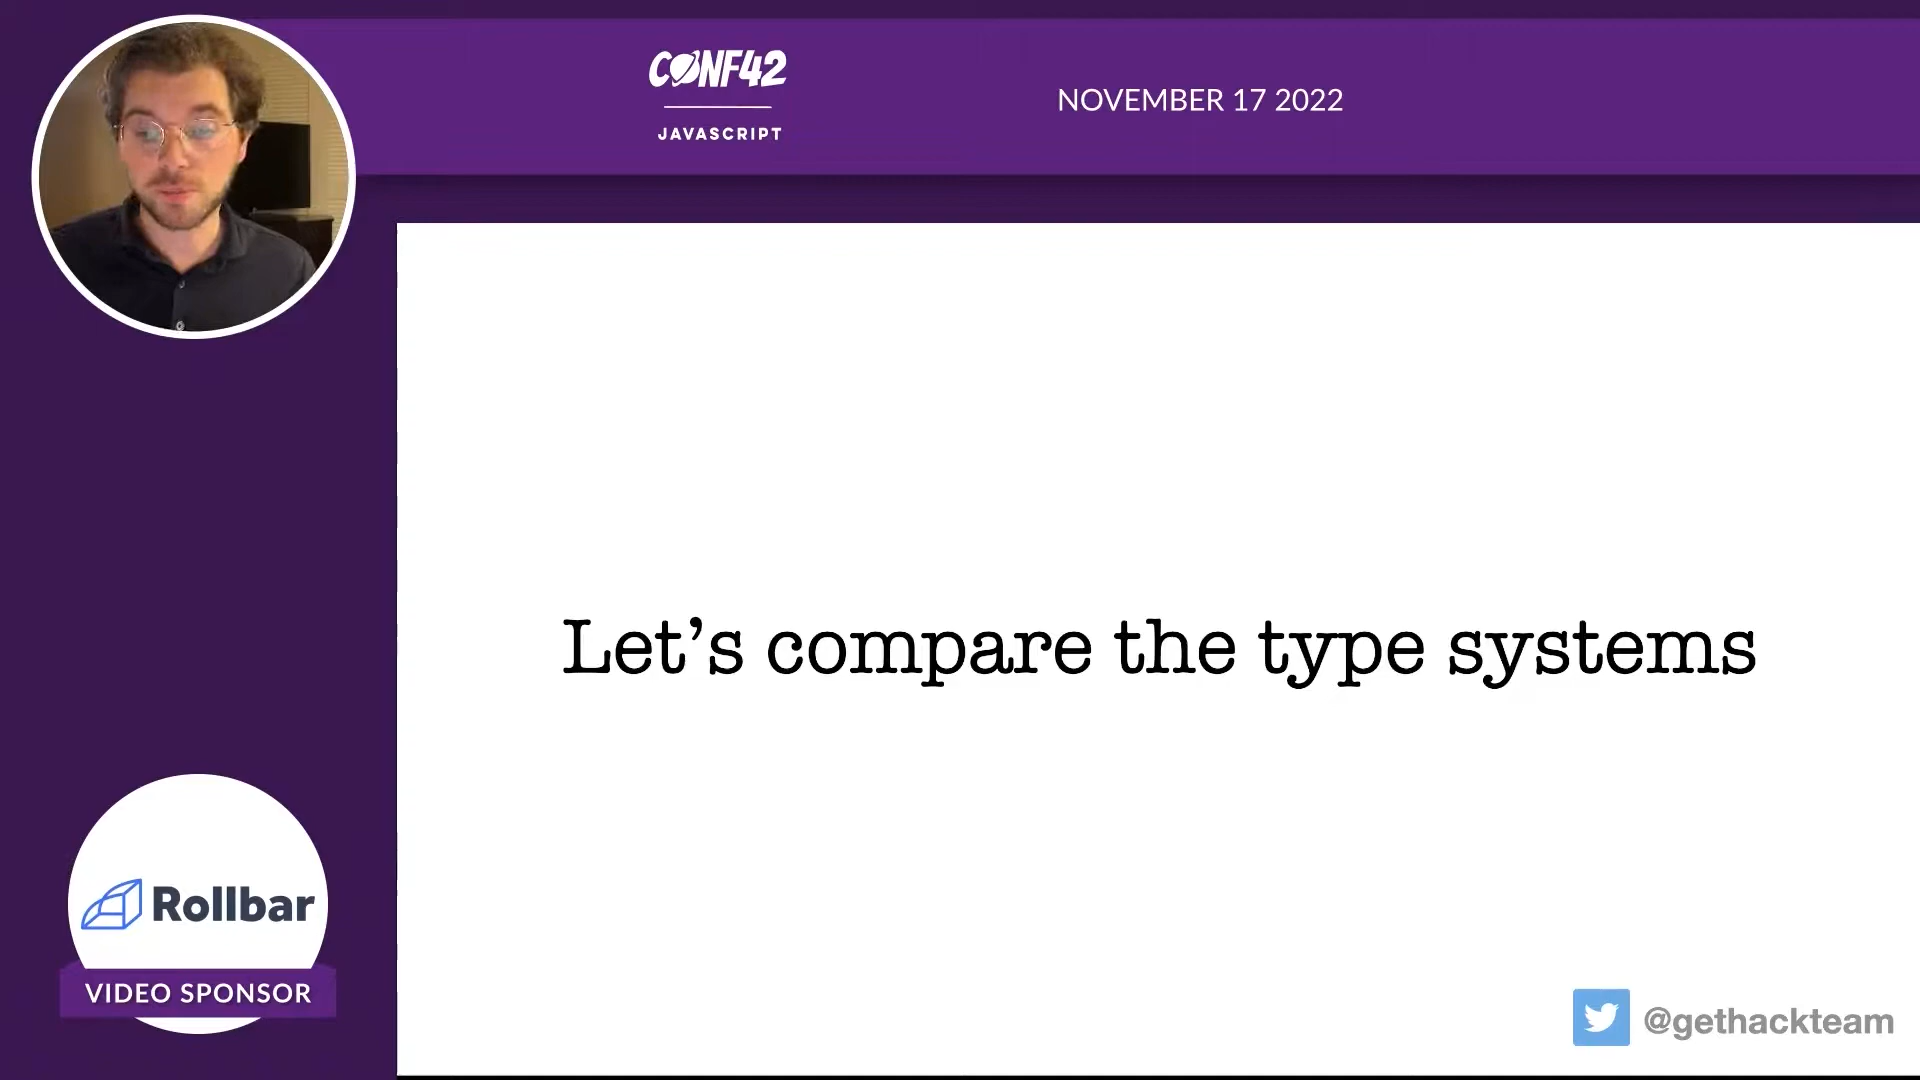 CONF42
JAVASCRIPT
NOVEMBER 17 2022
Let’s compare the type systems
Rollbar
VIDEO SPONSOR
@gethackteam